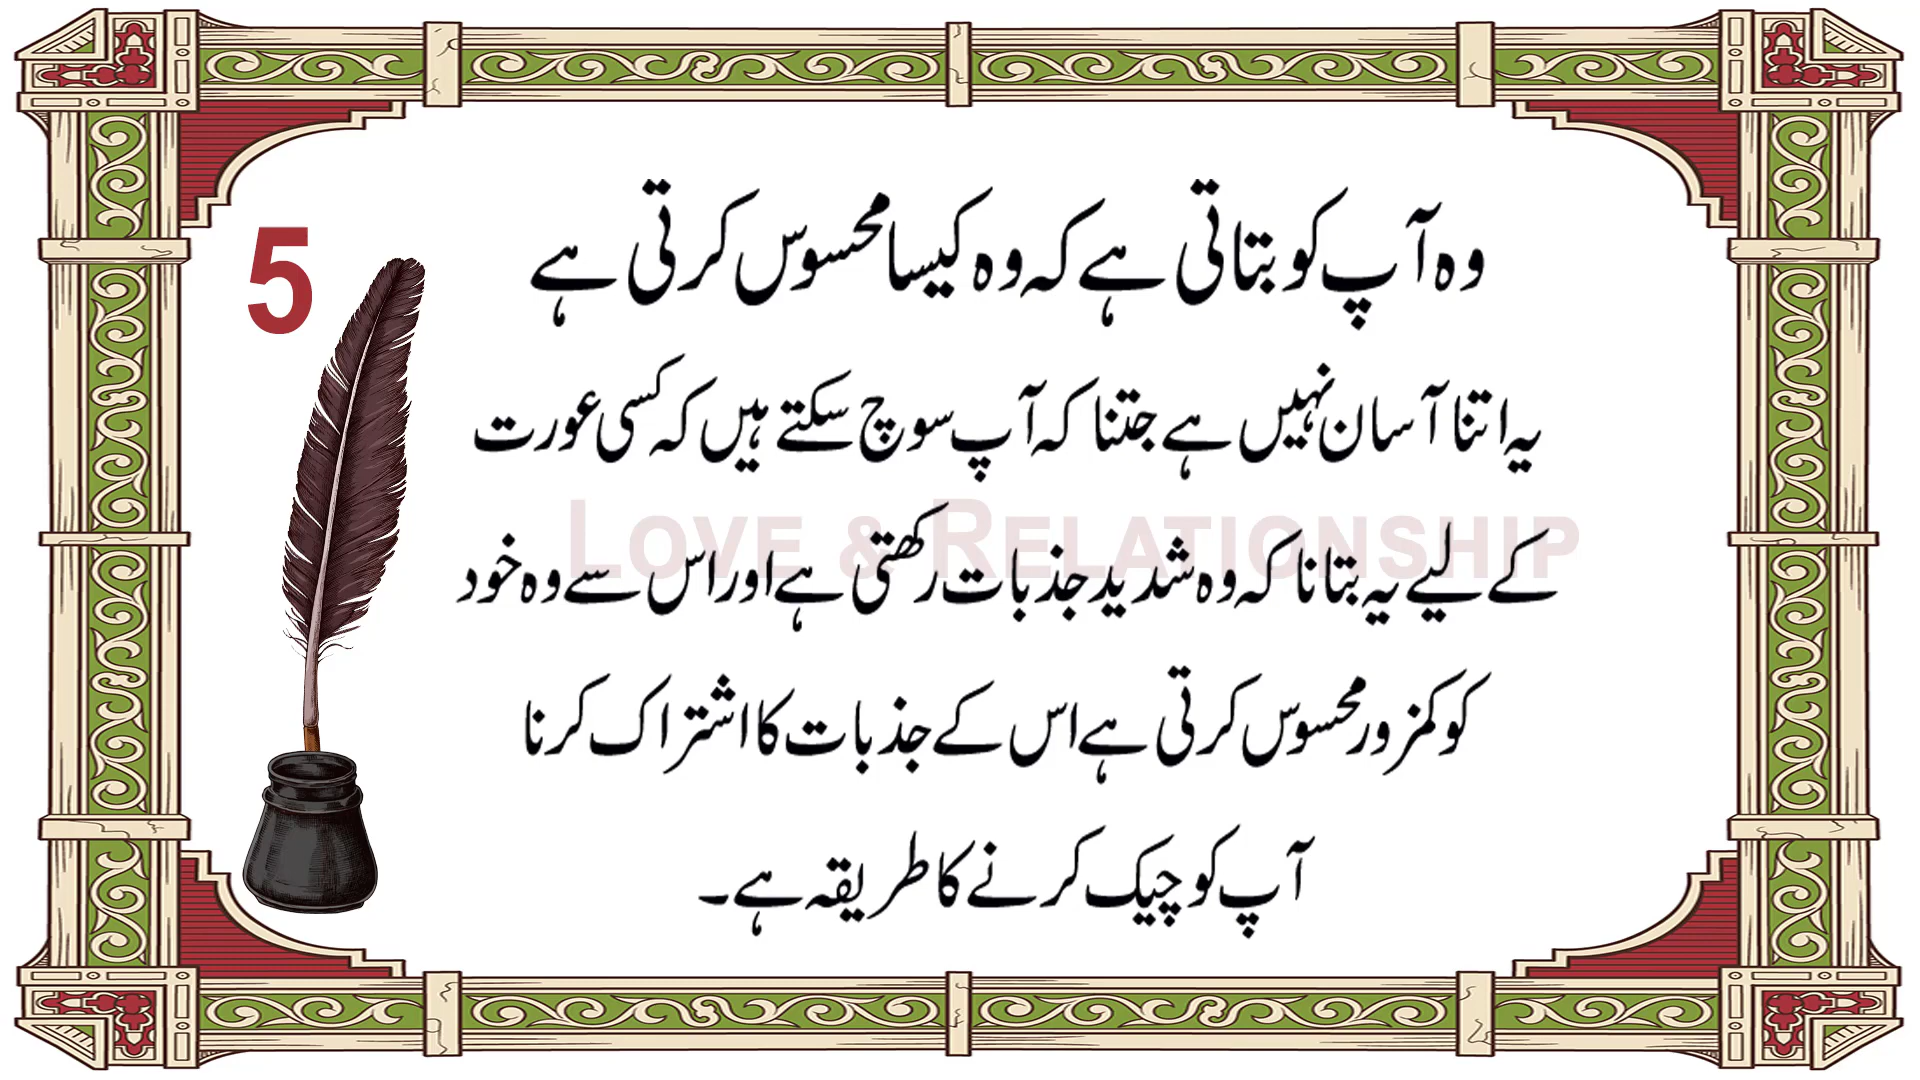 5
وہ آپ کو بتاتی ہے کہ وہ کیسا محسوس کرتی ہے
یہ اتنا آسان نہیں ہے جتنا کہ آپ سوچ سکتے ہیں کہ کسی عورت
LOVE & RELATIONSHIP
کے لیے یہ بتانا کہ وہ شدید جذبات رکھتی ہے اور اس سے وہ خود
کو کمزور محسوس کرتی ہے اس کے جذبات کا اشتراک کرنا
آپ کو چیک کرنے کا طریقہ ہے۔